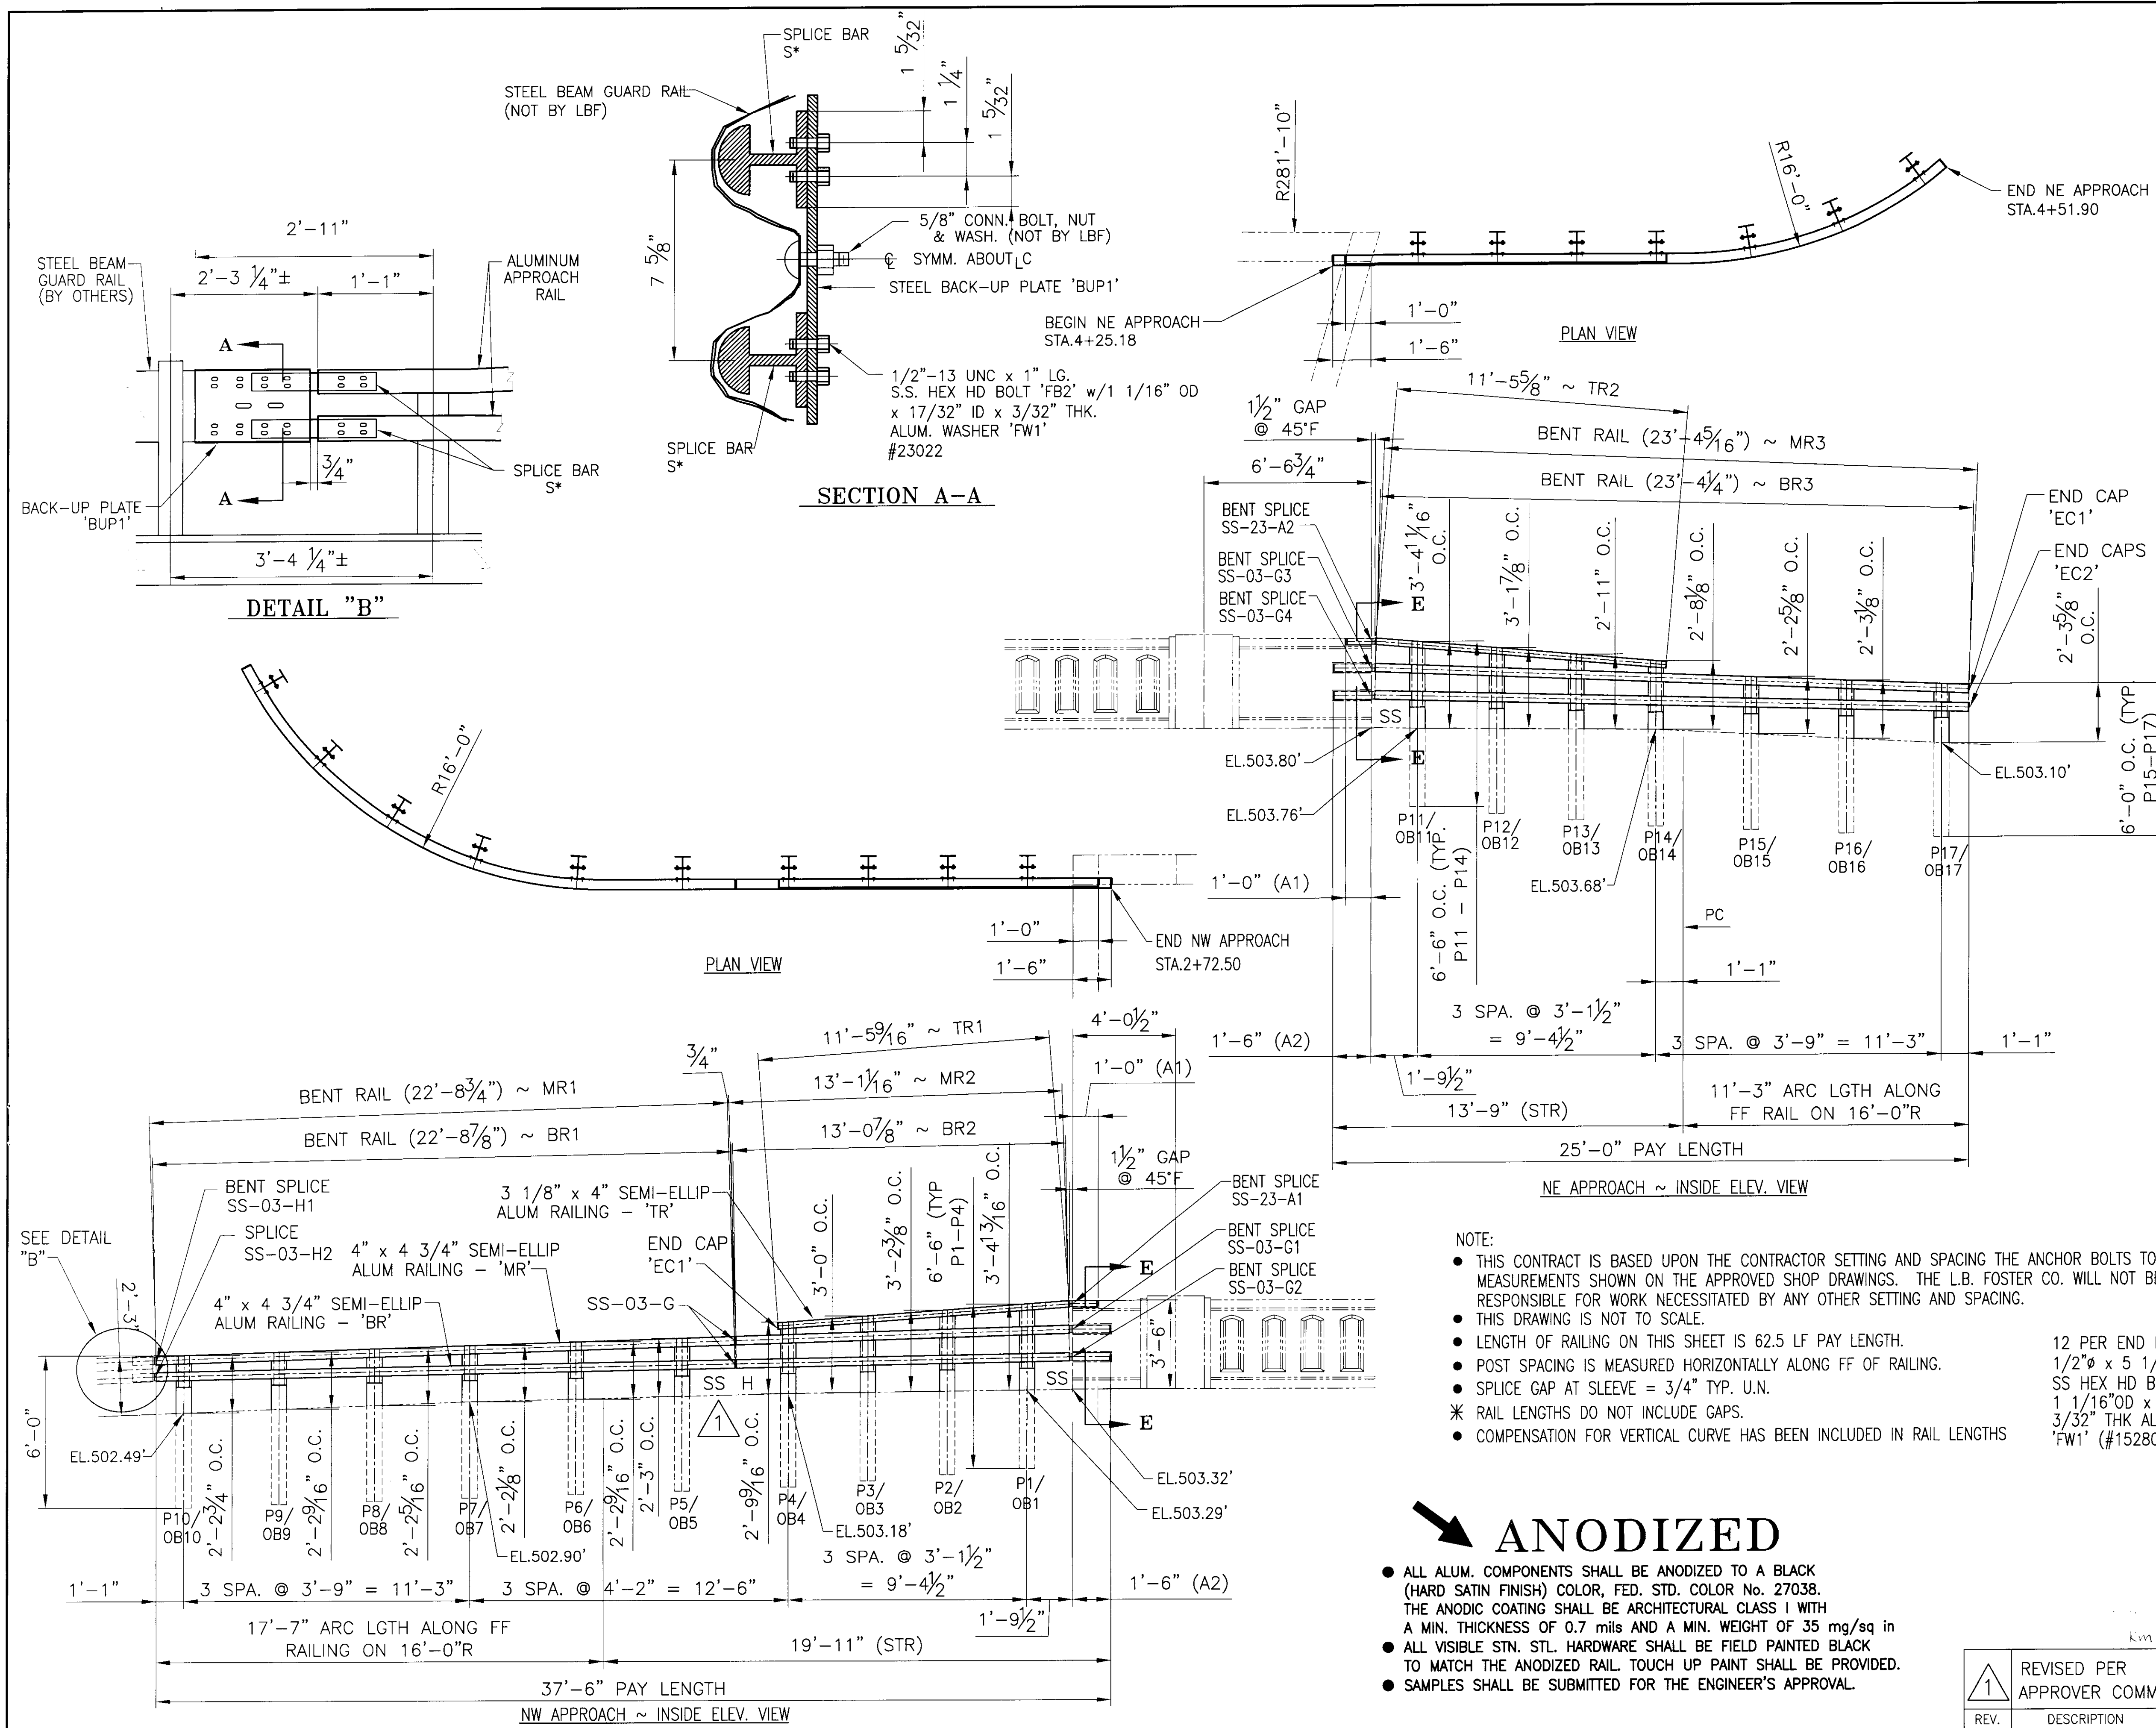 SPLICE BAR
S*
STEEL BEAM GUARD RAIL
(NOT BY LBF)
1 5/32"
1 1/4"
1 5/32"
7 5/8"
5/8" CONN. BOLT, NUT
& WASH. (NOT BY LBF)
℄ SYMM. ABOUT LC
STEEL BACK-UP PLATE 'BUP1'
1/2"-13 UNC x 1" LG.
S.S. HEX HD BOLT 'FB2' w/1 1/16" OD
x 17/32" ID x 3/32" THK.
ALUM. WASHER 'FW1'
#23022
SPLICE BAR
S*
SECTION A-A
2'-11"
STEEL BEAM
GUARD RAIL
(BY OTHERS)
2'-3 1/4"±
1'-1"
ALUMINUM
APPROACH
RAIL
A
A
3/4"
SPLICE BAR
S*
BACK-UP PLATE
'BUP1'
3'-4 1/4"±
DETAIL "B"
R281'-10"
R16'-0"
END NE APPROACH
STA.4+51.90
BEGIN NE APPROACH
STA.4+25.18
1'-0"
1'-6"
PLAN VIEW
11'-5 5/8" ~ TR2
1 1/2" GAP
@ 45°F
BENT RAIL (23'-4 5/16") ~ MR3
6'-6 3/4"
BENT RAIL (23'-4 1/4") ~ BR3
END CAP
'EC1'
END CAPS
'EC2'
BENT SPLICE
SS-23-A2
BENT SPLICE
SS-03-G3
BENT SPLICE
SS-03-G4
3'-4 11/16"
O.C.
3'-1 7/8" O.C.
2'-11" O.C.
2'-8 1/8" O.C.
2'-2 5/8" O.C.
2'-3 1/8" O.C.
2'-3 5/8"
O.C.
E
E
SS
EL.503.80'
EL.503.76'
EL.503.68'
EL.503.10'
6'-0" O.C. (TYP.
P15-P17)
P11/
OB11
P12/
OB12
P13/
OB13
P14/
OB14
P15/
OB15
P16/
OB16
P17/
OB17
6'-6" O.C. (TYP.
P11 - P14)
1'-0" (A1)
PC
1'-1"
3 SPA. @ 3'-1 1/2"
= 9'-4 1/2"
3 SPA. @ 3'-9" = 11'-3"
1'-1"
1'-6" (A2)
1'-9 1/2"
13'-9" (STR)
11'-3" ARC LGTH ALONG
FF RAIL ON 16'-0"R
25'-0" PAY LENGTH
NE APPROACH ~ INSIDE ELEV. VIEW
R16'-0"
1'-0"
1'-6"
END NW APPROACH
STA.2+72.50
PLAN VIEW
11'-5 9/16" ~ TR1
4'-0 1/2"
3/4"
1'-0" (A1)
BENT RAIL (22'-8 3/4") ~ MR1
13'-1 1/16" ~ MR2
BENT RAIL (22'-8 7/8") ~ BR1
13'-0 7/8" ~ BR2
1 1/2" GAP
@ 45°F
BENT SPLICE
SS-03-H1
SPLICE
SS-03-H2
SEE DETAIL
"B"
3 1/8" x 4" SEMI-ELLIP
ALUM RAILING - 'TR'
4" x 4 3/4" SEMI-ELLIP
ALUM RAILING - 'MR'
4" x 4 3/4" SEMI-ELLIP
ALUM RAILING - 'BR'
END CAP
'EC1'
SS-03-G
BENT SPLICE
SS-23-A1
BENT SPLICE
SS-03-G1
BENT SPLICE
SS-03-G2
3'-0" O.C.
3'-2 3/8" O.C.
6'-6" (TYP
P1-P4)
3'-4 13/16" O.C.
3'-6"
E
E
2'-3"
6'-0"
SS H
SS
1
EL.502.49'
EL.502.90'
EL.503.18'
EL.503.29'
EL.503.32'
P10/
OB10
P9/
OB9
P8/
OB8
P7/
OB7
P6/
OB6
P5/
OB5
P4/
OB4
P3/
OB3
P2/
OB2
P1/
OB1
2'-2 3/4" O.C.
2'-2 9/16" O.C.
2'-2 5/16" O.C.
2'-2 1/8" O.C.
2'-2 9/16" O.C.
2'-3" O.C.
2'-9 9/16" O.C.
1'-1"
3 SPA. @ 3'-9" = 11'-3"
3 SPA. @ 4'-2" = 12'-6"
3 SPA. @ 3'-1 1/2"
= 9'-4 1/2"
1'-9 1/2"
1'-6" (A2)
17'-7" ARC LGTH ALONG FF
RAILING ON 16'-0"R
19'-11" (STR)
37'-6" PAY LENGTH
NW APPROACH ~ INSIDE ELEV. VIEW
NOTE:
● THIS CONTRACT IS BASED UPON THE CONTRACTOR SETTING AND SPACING THE ANCHOR BOLTS TO
MEASUREMENTS SHOWN ON THE APPROVED SHOP DRAWINGS. THE L.B. FOSTER CO. WILL NOT BE
RESPONSIBLE FOR WORK NECESSITATED BY ANY OTHER SETTING AND SPACING.
● THIS DRAWING IS NOT TO SCALE.
● LENGTH OF RAILING ON THIS SHEET IS 62.5 LF PAY LENGTH.
● POST SPACING IS MEASURED HORIZONTALLY ALONG FF OF RAILING.
● SPLICE GAP AT SLEEVE = 3/4" TYP. U.N.
* RAIL LENGTHS DO NOT INCLUDE GAPS.
● COMPENSATION FOR VERTICAL CURVE HAS BEEN INCLUDED IN RAIL LENGTHS
12 PER END
1/2"ø x 5 1/
SS HEX HD B
1 1/16"OD x
3/32" THK AL
'FW1' (#15280
ANODIZED
● ALL ALUM. COMPONENTS SHALL BE ANODIZED TO A BLACK
(HARD SATIN FINISH) COLOR, FED. STD. COLOR No. 27038.
THE ANODIC COATING SHALL BE ARCHITECTURAL CLASS I WITH
A MIN. THICKNESS OF 0.7 mils AND A MIN. WEIGHT OF 35 mg/sq in
● ALL VISIBLE STN. STL. HARDWARE SHALL BE FIELD PAINTED BLACK
TO MATCH THE ANODIZED RAIL. TOUCH UP PAINT SHALL BE PROVIDED.
● SAMPLES SHALL BE SUBMITTED FOR THE ENGINEER'S APPROVAL.
1
REVISED PER
APPROVER COMM
REV.
DESCRIPTION